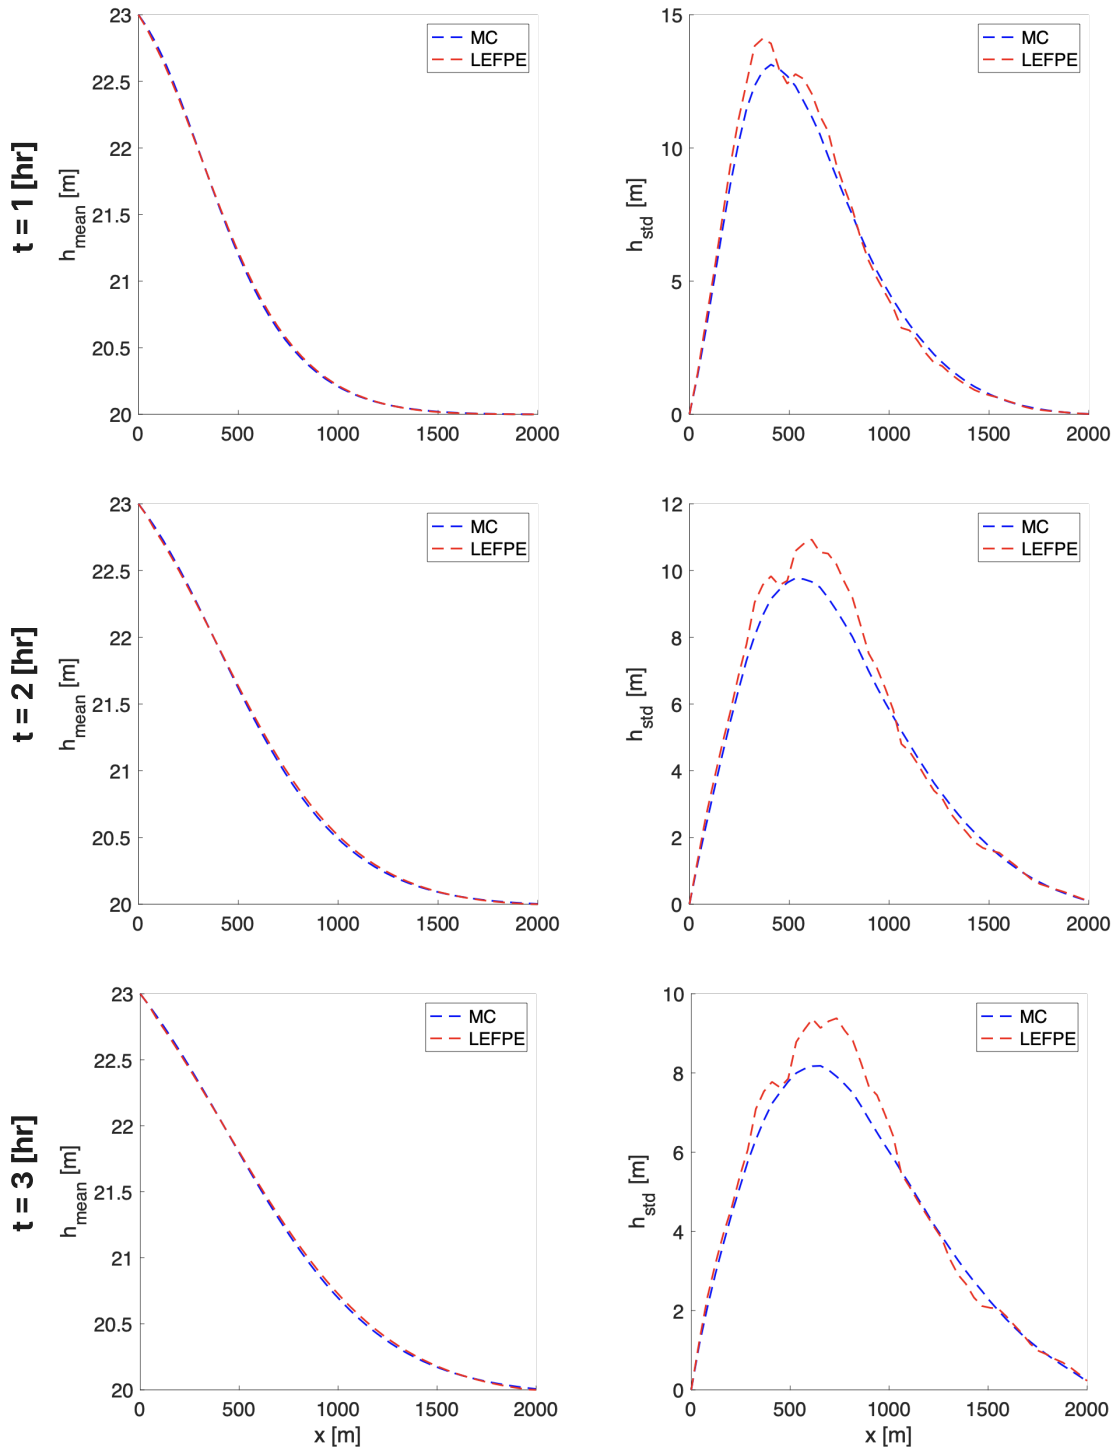 t = 1 [hr]
h_mean [m]
23
22.5
22
21.5
21
20.5
20
0 500 1000 1500 2000
MC
LEFPE
h_std [m]
15
10
5
0
0 500 1000 1500 2000
MC
LEFPE
t = 2 [hr]
h_mean [m]
23
22.5
22
21.5
21
20.5
20
0 500 1000 1500 2000
MC
LEFPE
h_std [m]
12
10
8
6
4
2
0
0 500 1000 1500 2000
MC
LEFPE
t = 3 [hr]
h_mean [m]
23
22.5
22
21.5
21
20.5
20
0 500 1000 1500 2000
x [m]
MC
LEFPE
h_std [m]
10
8
6
4
2
0
0 500 1000 1500 2000
x [m]
MC
LEFPE